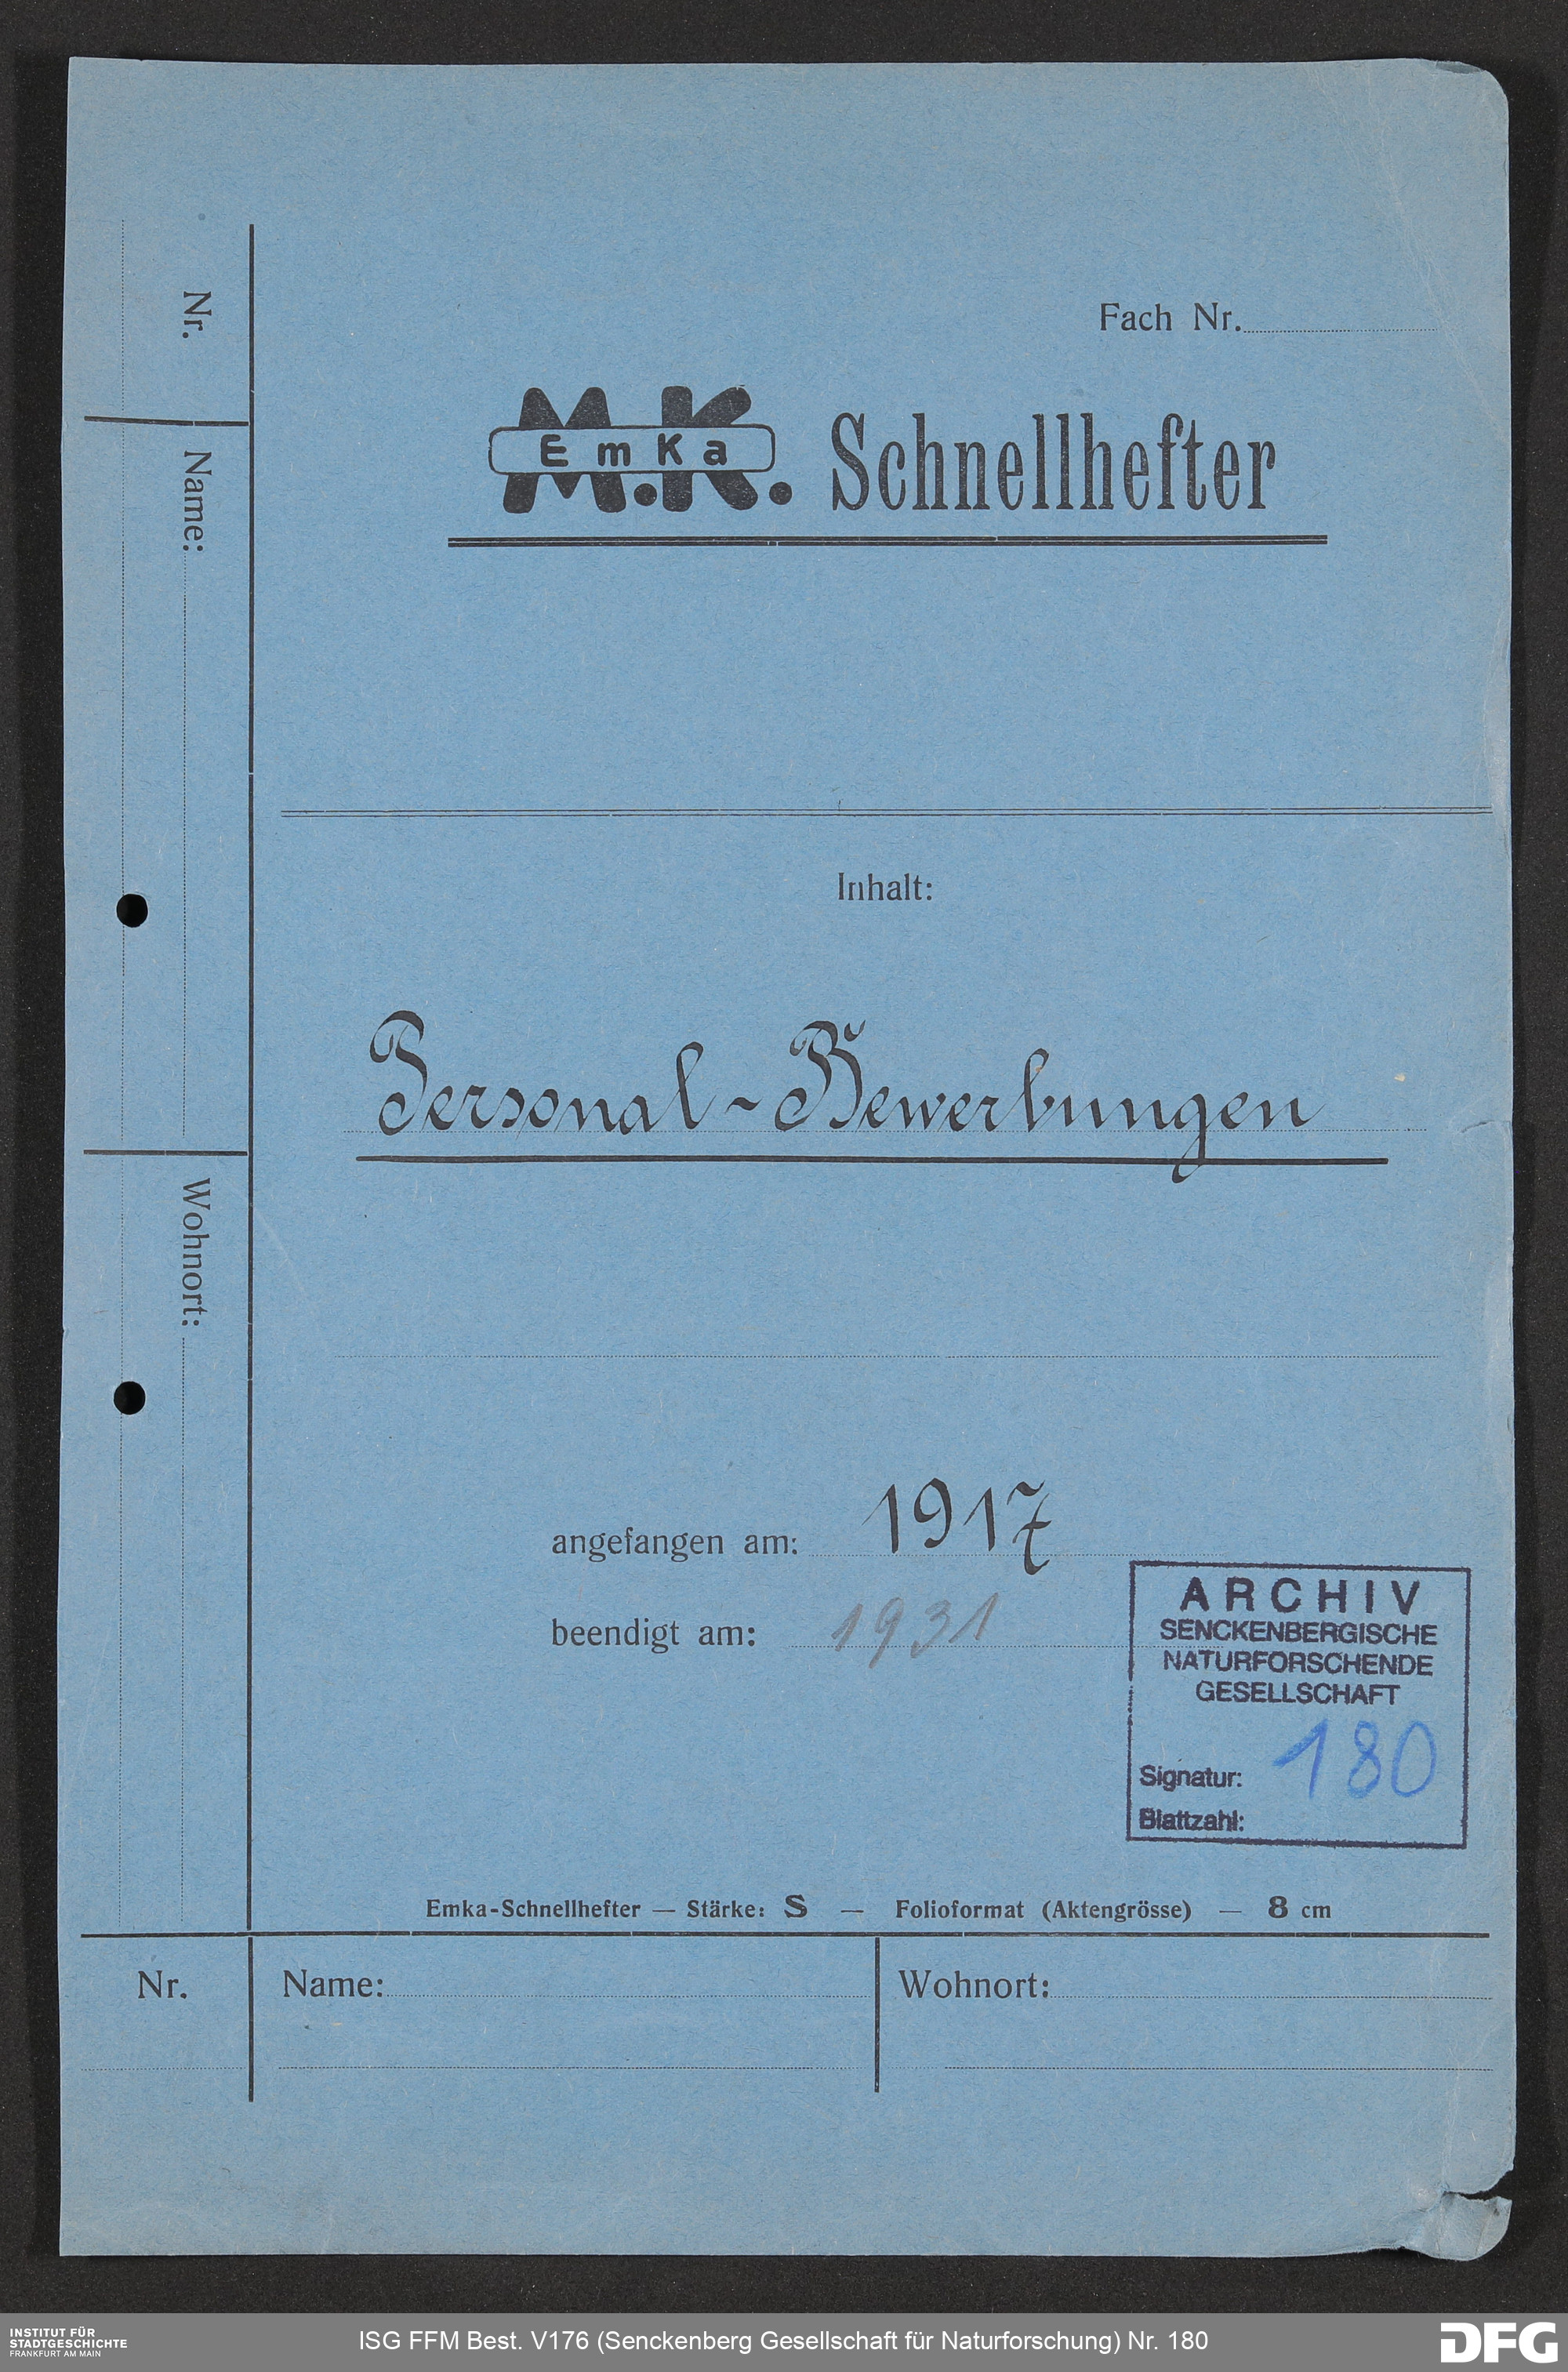 Fach Nr.
M.K.
EmKa
Schnellhefter
Nr.
Name:
Wohnort:
Inhalt:
Personal-Bewerbungen
angefangen am: 1917
beendigt am: 1931
ARCHIV
SENCKENBERGISCHE
NATURFORSCHENDE
GESELLSCHAFT
Signatur: 180
Blattzahl:
Emka-Schnellhefter — Stärke: S — Folioformat (Aktengrösse) — 8 cm
Nr. Name: Wohnort:
INSTITUT FÜR
STADTGESCHICHTE
FRANKFURT AM MAIN
ISG FFM Best. V176 (Senckenberg Gesellschaft für Naturforschung) Nr. 180
DFG